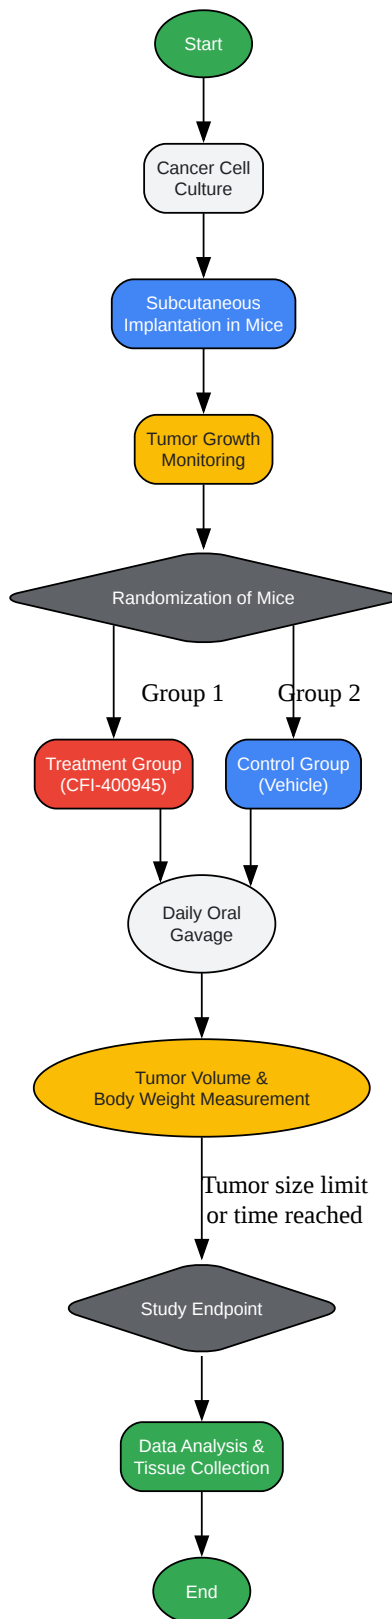 Start
Cancer Cell
Culture
Subcutaneous
Implantation in Mice
Tumor Growth
Monitoring
Randomization of Mice
Group 1
Group 2
Treatment Group
(CFI-400945)
Control Group
(Vehicle)
Daily Oral
Gavage
Tumor Volume &
Body Weight Measurement
Tumor size limit
or time reached
Study Endpoint
Data Analysis &
Tissue Collection
End